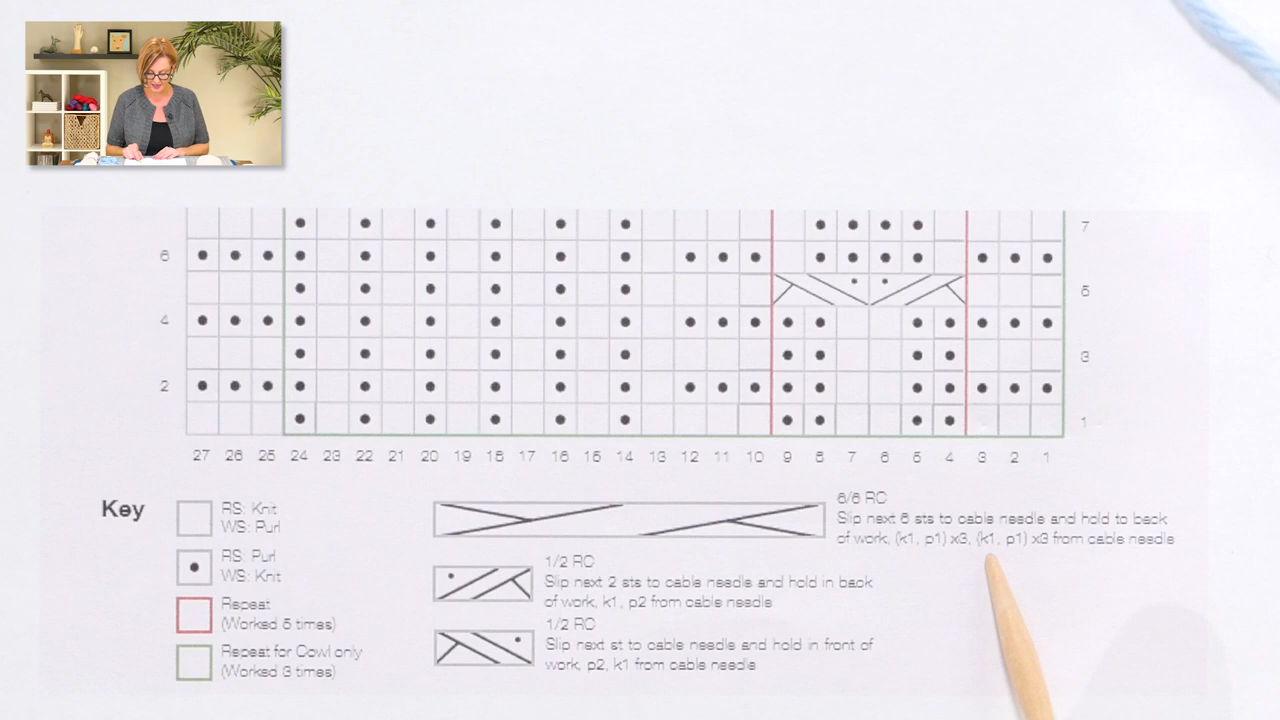 7
6
5
4
3
2
1
27 26 25 24 23 22 21 20 19 18 17 16 15 14 13 12 11 10 9 8 7 6 5 4 3 2 1
Key
RS: Knit
WS: Purl
RS: Purl
WS: Knit
Repeat
(Worked 5 times)
Repeat for Cowl only
(Worked 3 times)
6/6 RC
Slip next 6 sts to cable needle and hold to back
of work, (k1, p1) x3, (k1, p1) x3 from cable needle
1/2 RC
Slip next 2 sts to cable needle and hold in back
of work, k1, p2 from cable needle
1/2 RC
Slip next st to cable needle and hold in front of
work, p2, k1 from cable needle